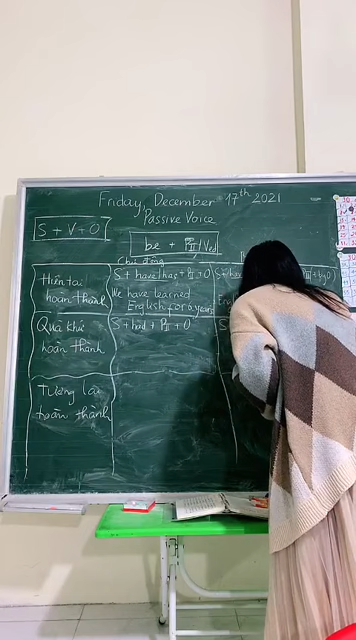 Friday, December 17th 2021
Passive Voice
S + V + O
be + PII/Ved
Chủ động
Hiện tại hoàn thành
S + have/has + PII + O
We have learned English for 6 years
Quá khứ hoàn thành
S + had + PII + O
Tương lai hoàn thành